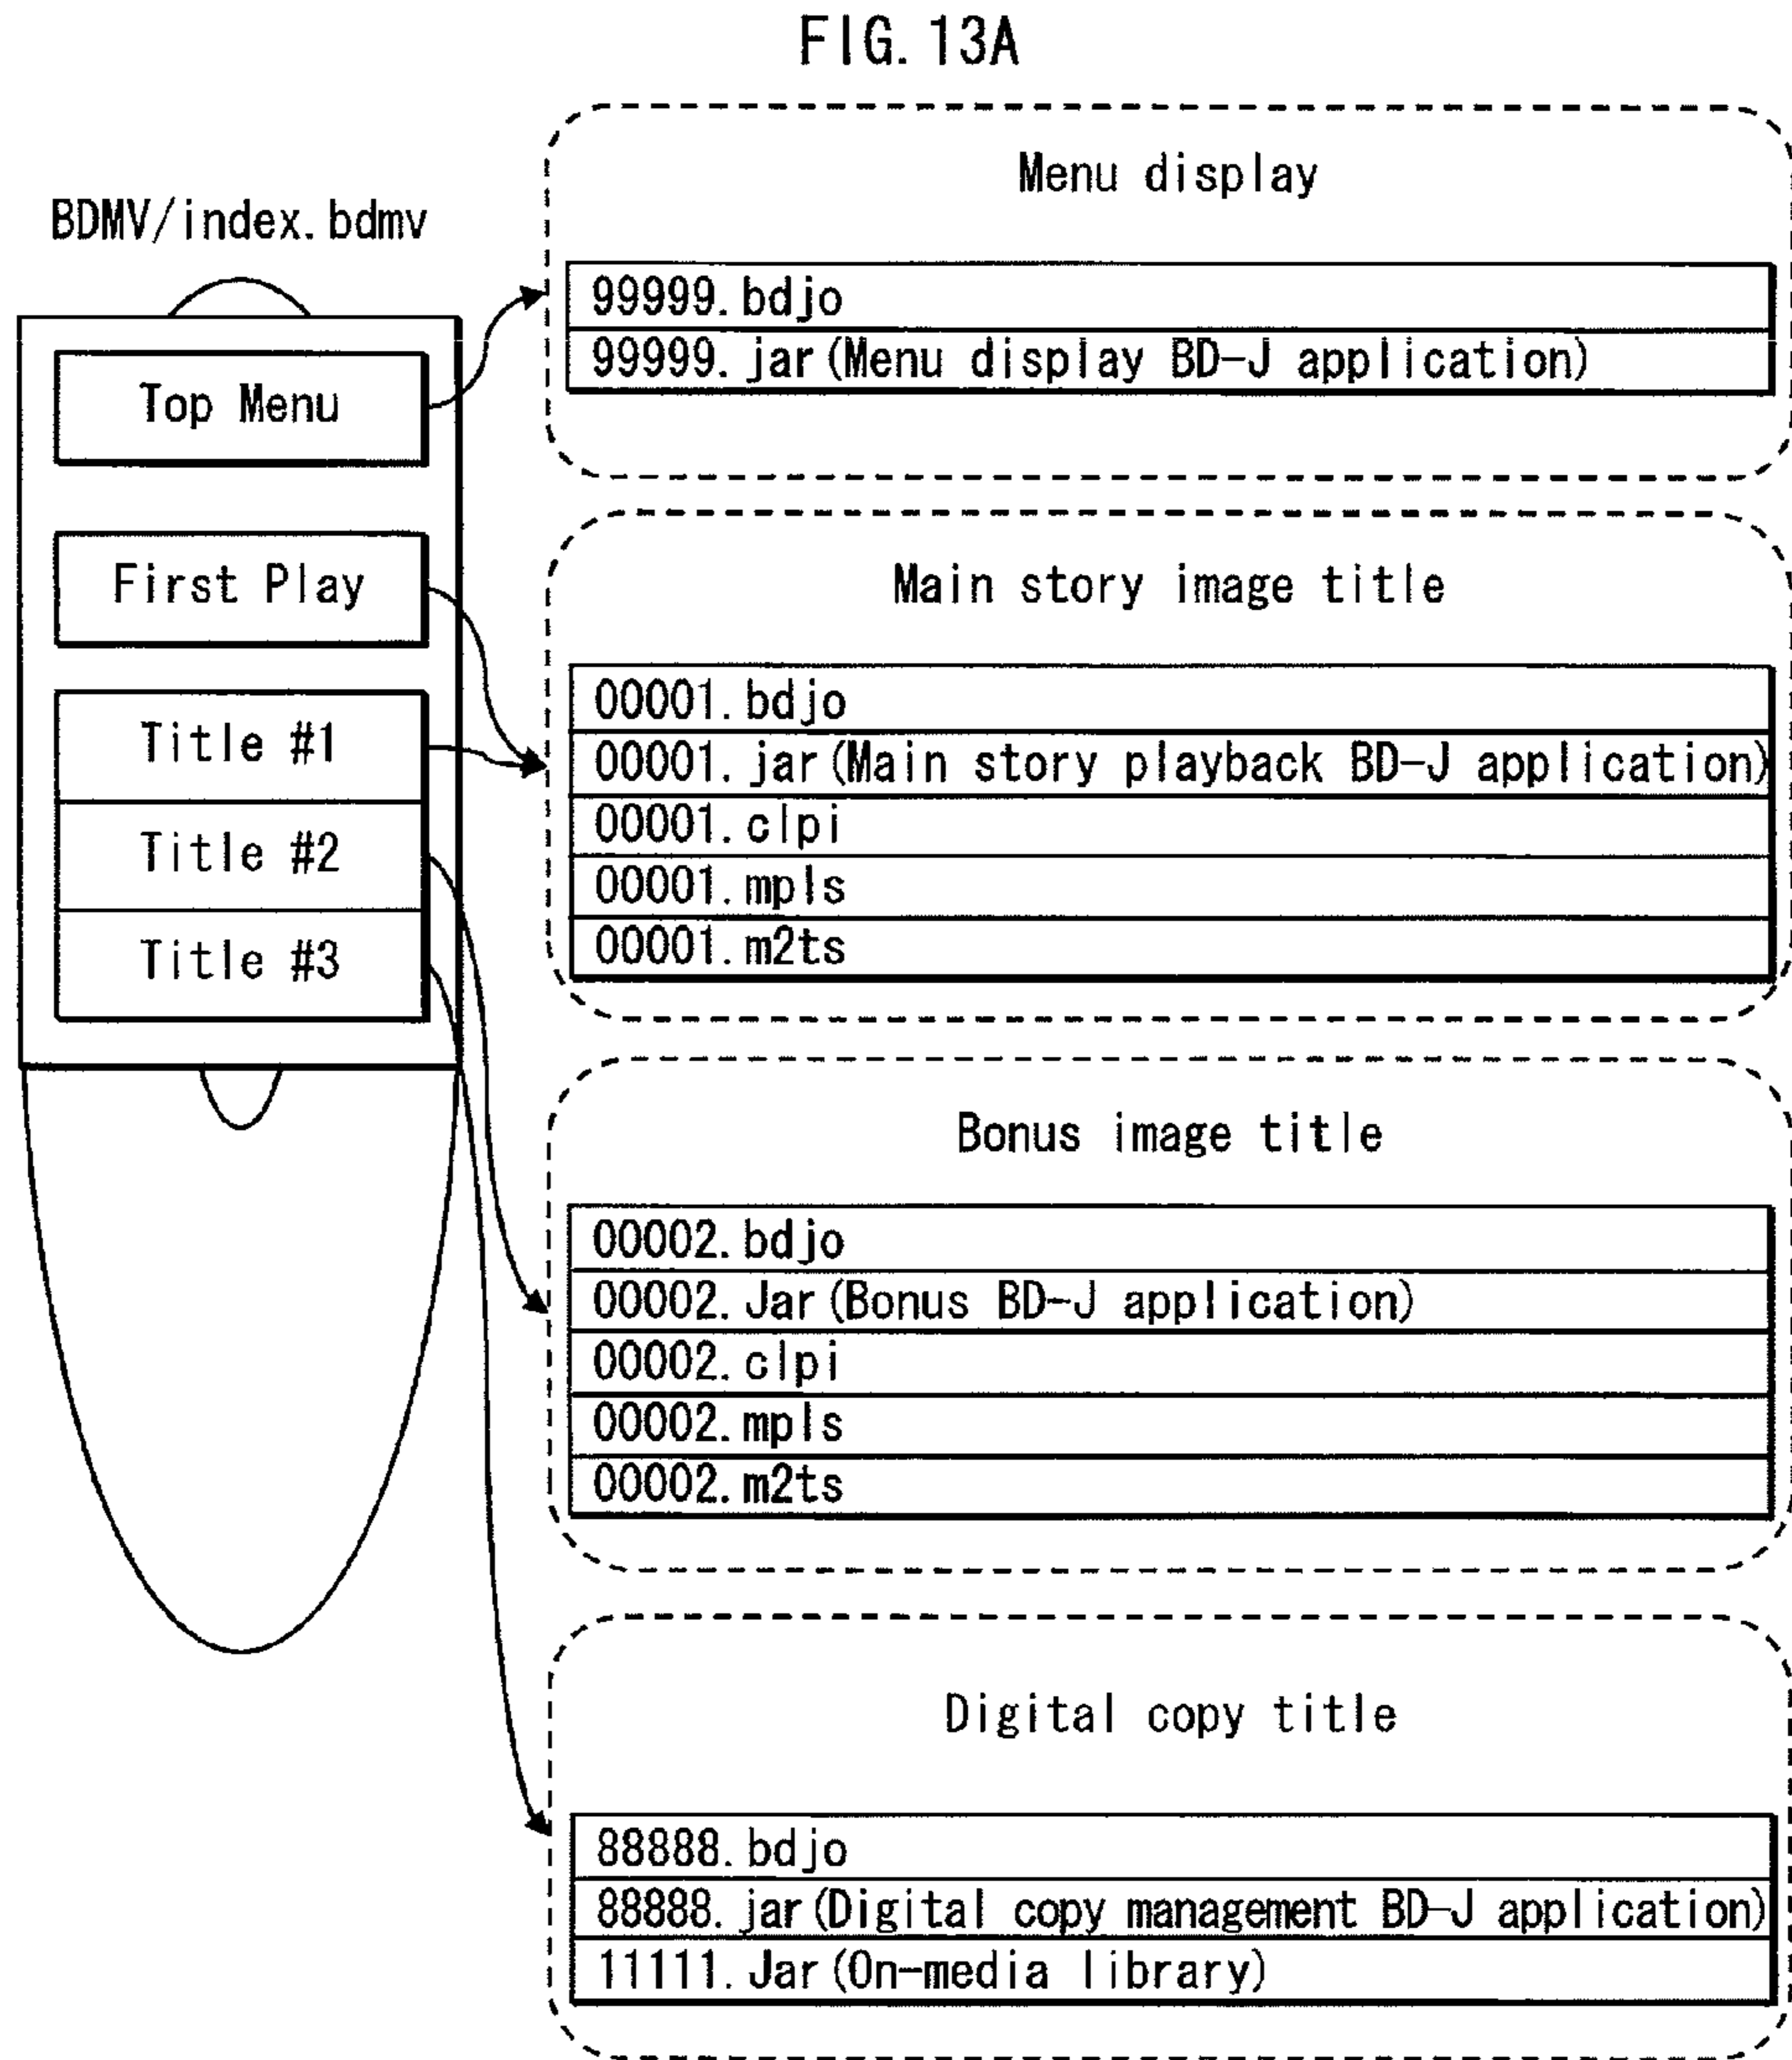 FIG. 13A
BDMV/index.bdmv
Top Menu
First Play
Title #1
Title #2
Title #3
Menu display
99999.bdjo
99999.jar(Menu display BD-J application)
Main story image title
00001.bdjo
00001.jar(Main story playback BD-J application)
00001.clpi
00001.mpls
00001.m2ts
Bonus image title
00002.bdjo
00002.Jar(Bonus BD-J application)
00002.clpi
00002.mpls
00002.m2ts
Digital copy title
88888.bdjo
88888.jar(Digital copy management BD-J application)
11111.Jar(On-media library)